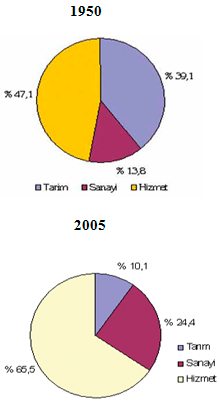 1950
% 47,1
% 39,1
% 13,8
Tarim Sanayi Hizmet
2005
% 10,1
% 24,4
% 65,5
Tarım
Sanayi
Hizmet